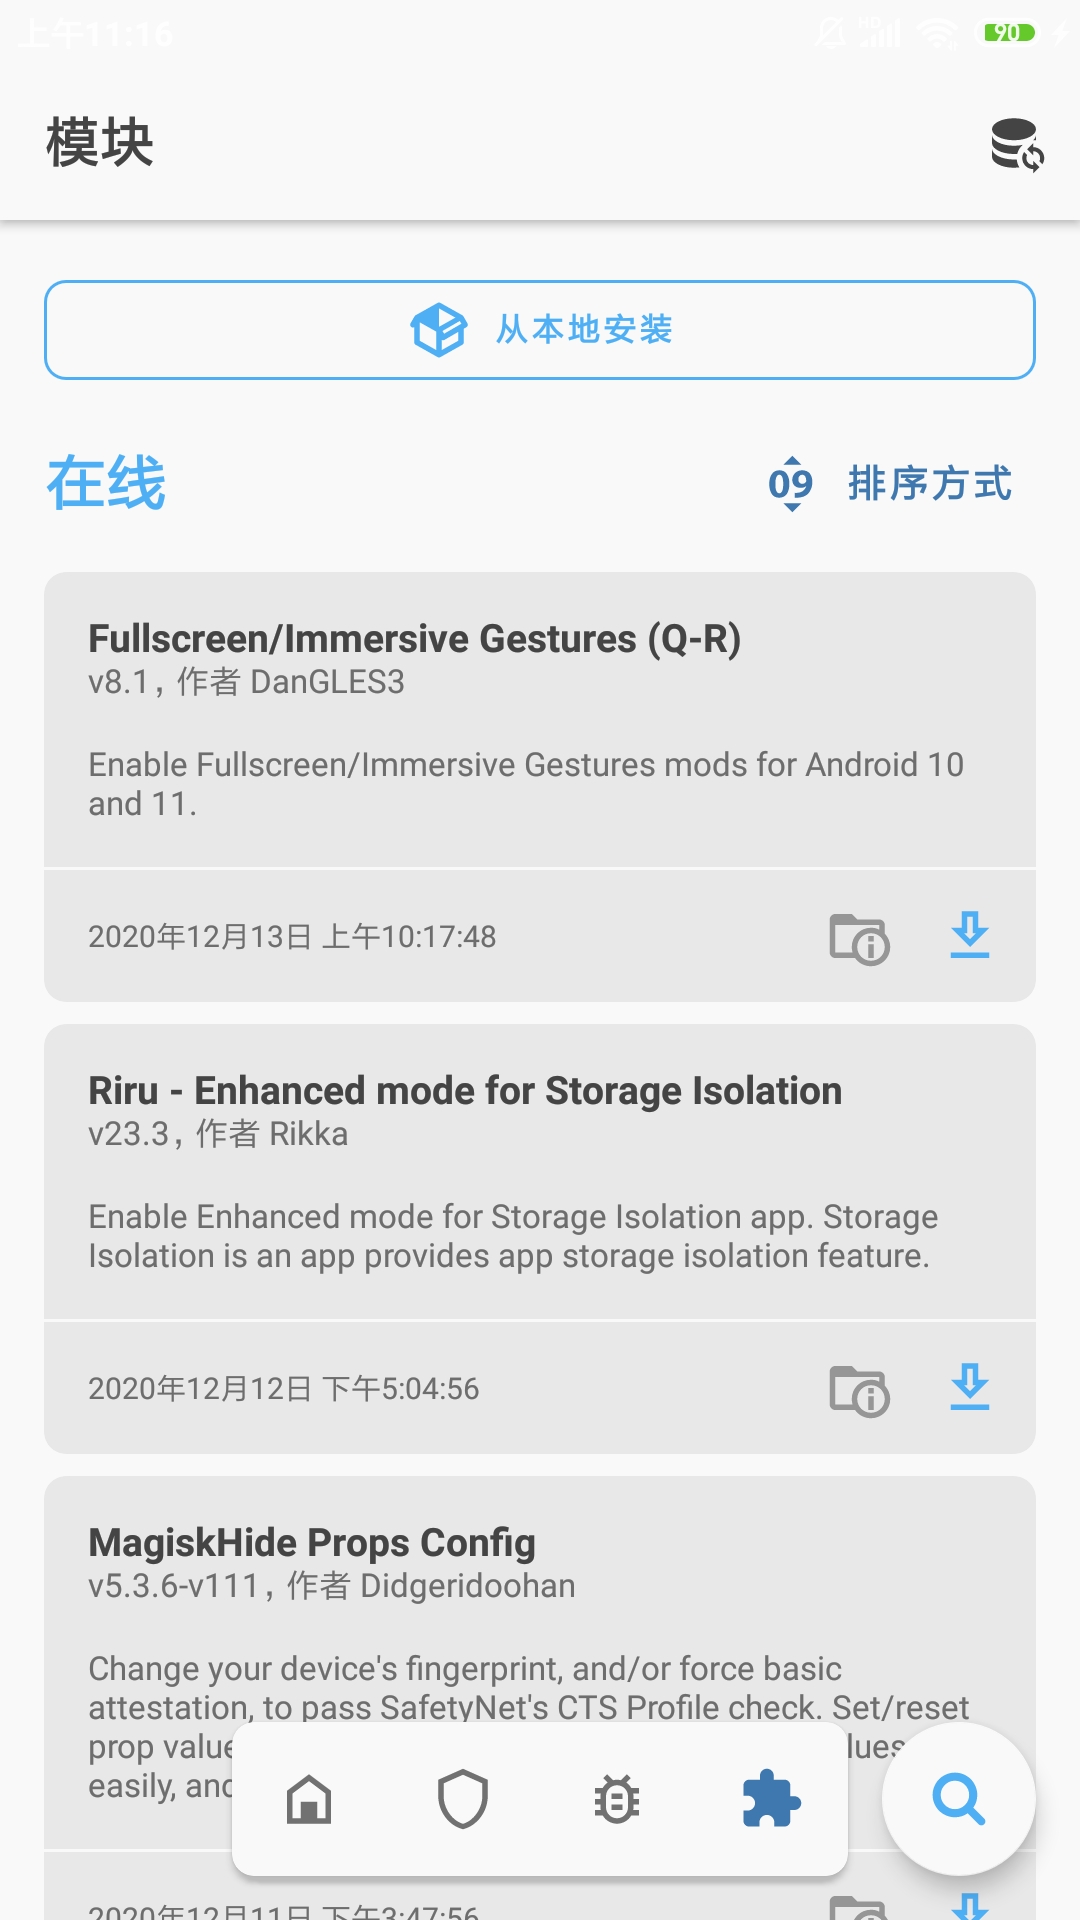 上午11:16
HD
90
模块
从本地安装
在线
09 排序方式
Fullscreen/Immersive Gestures (Q-R)
v8.1, 作者 DanGLES3
Enable Fullscreen/Immersive Gestures mods for Android 10
and 11.
2020年12月13日 上午10:17:48
Riru - Enhanced mode for Storage Isolation
v23.3, 作者 Rikka
Enable Enhanced mode for Storage Isolation app. Storage
Isolation is an app provides app storage isolation feature.
2020年12月12日 下午5:04:56
MagiskHide Props Config
v5.3.6-v111, 作者 Didgeridoohan
Change your device's fingerprint, and/or force basic
attestation, to pass SafetyNet's CTS Profile check. Set/reset
prop
easily,
2020年12月11日 下午3:47:56